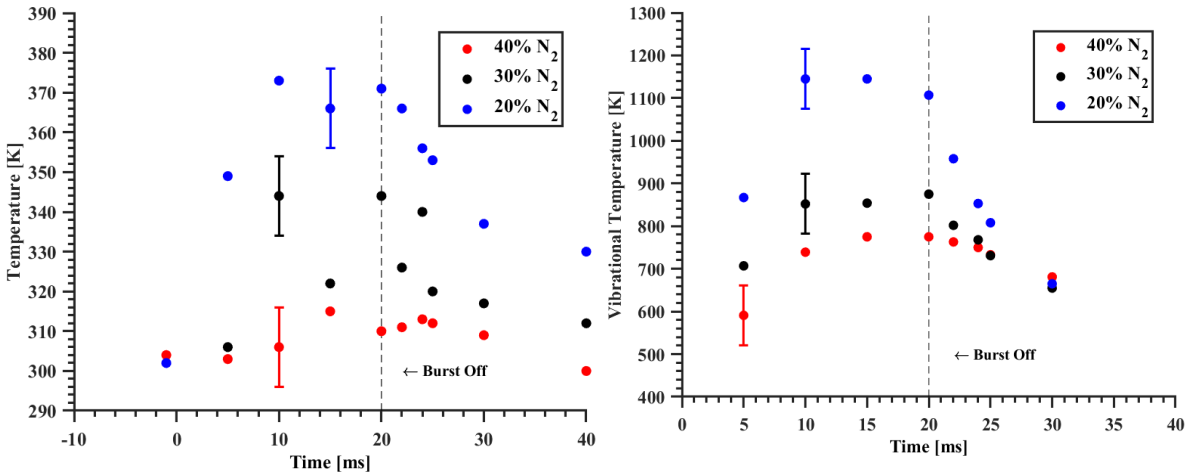 390
380
370
360
350
340
330
320
310
300
290
Temperature [K]
-10 0 10 20 30 40
Time [ms]
40% N2
30% N2
20% N2
← Burst Off
1300
1200
1100
1000
900
800
700
600
500
400
Vibrational Temperature [K]
0 5 10 15 20 25 30 35 40
Time [ms]
40% N2
30% N2
20% N2
← Burst Off